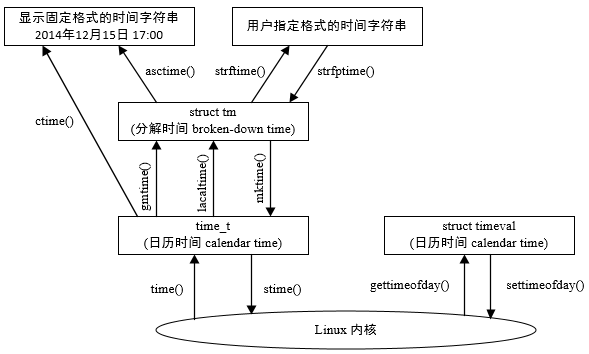 显示固定格式的时间字符串
2014年12月15日 17:00
用户指定格式的时间字符串
asctime()
strftime()
strfptime()
ctime()
struct tm
(分解时间 broken-down time)
gmtime()
lacaltime()
mktime()
time_t
(日历时间 calendar time)
struct timeval
(日历时间 calendar time)
time()
stime()
gettimeofday()
settimeofday()
Linux 内核